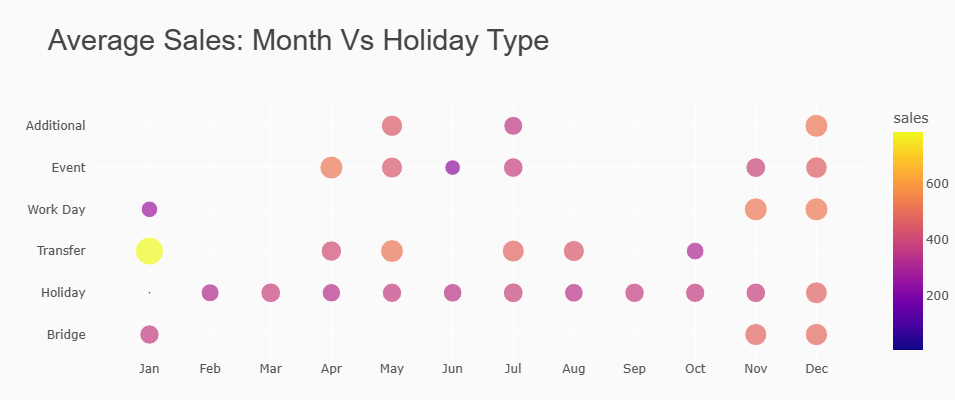 Average Sales: Month Vs Holiday Type
sales
Additional
Event
Work Day
Transfer
Holiday
Bridge
600
400
200
Jan Feb Mar Apr May Jun Jul Aug Sep Oct Nov Dec